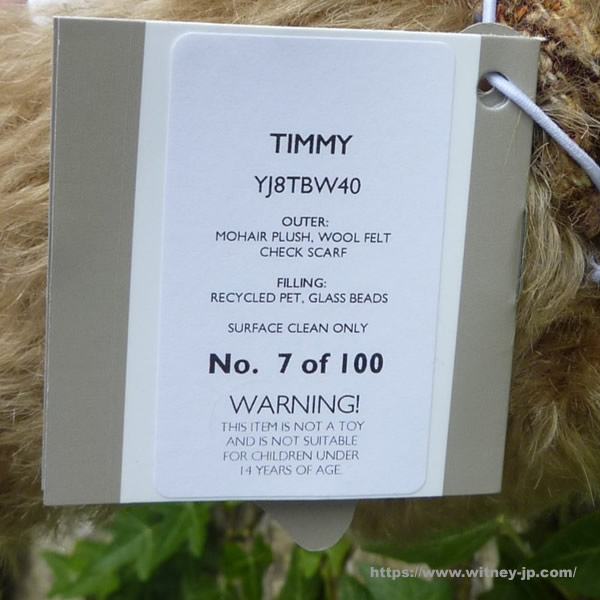 TIMMY
YJ8TBW40
OUTER:
MOHAIR PLUSH, WOOL FELT
CHECK SCARF
FILLING:
RECYCLED PET, GLASS BEADS
SURFACE CLEAN ONLY
No. 7 of 100
WARNING!
THIS ITEM IS NOT A TOY
AND IS NOT SUITABLE
FOR CHILDREN UNDER
14 YEARS OF AGE.
https://www.witney-jp.com/